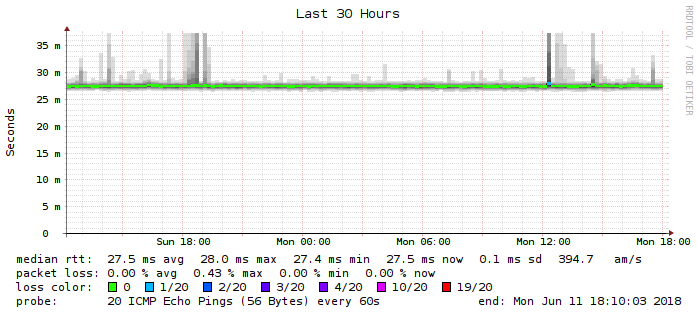 Last 30 Hours
RRDTOOL / TOBI OETIKER
Seconds
35 m
30 m
25 m
20 m
15 m
10 m
5 m
0
Sun 18:00 Mon 00:00 Mon 06:00 Mon 12:00 Mon 18:00
median rtt: 27.5 ms avg 28.0 ms max 27.4 ms min 27.5 ms now 0.1 ms sd 394.7 am/s
packet loss: 0.00 % avg 0.43 % max 0.00 % min 0.00 % now
loss color: 0 1/20 2/20 3/20 4/20 10/20 19/20
probe: 20 ICMP Echo Pings (56 Bytes) every 60s end: Mon Jun 11 18:10:03 2018